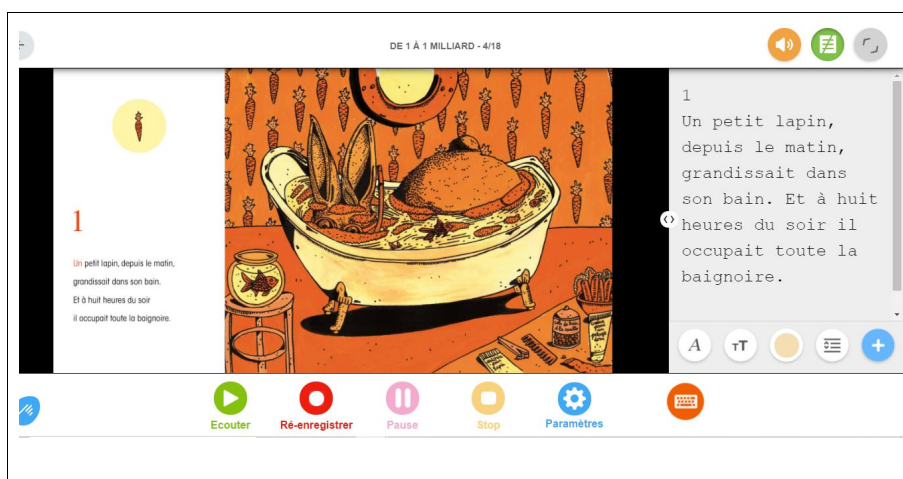 DE 1 À 1 MILLIARD - 4/18
1
Un petit lapin, depuis le matin,
grandissait dans son bain.
Et à huit heures du soir
il occupait toute la baignoire.
1
Un petit lapin,
depuis le matin,
grandissait dans
son bain. Et à huit
heures du soir il
occupait toute la
baignoire.
A
TT
Ecouter
Ré-enregistrer
Pause
Stop
Paramètres